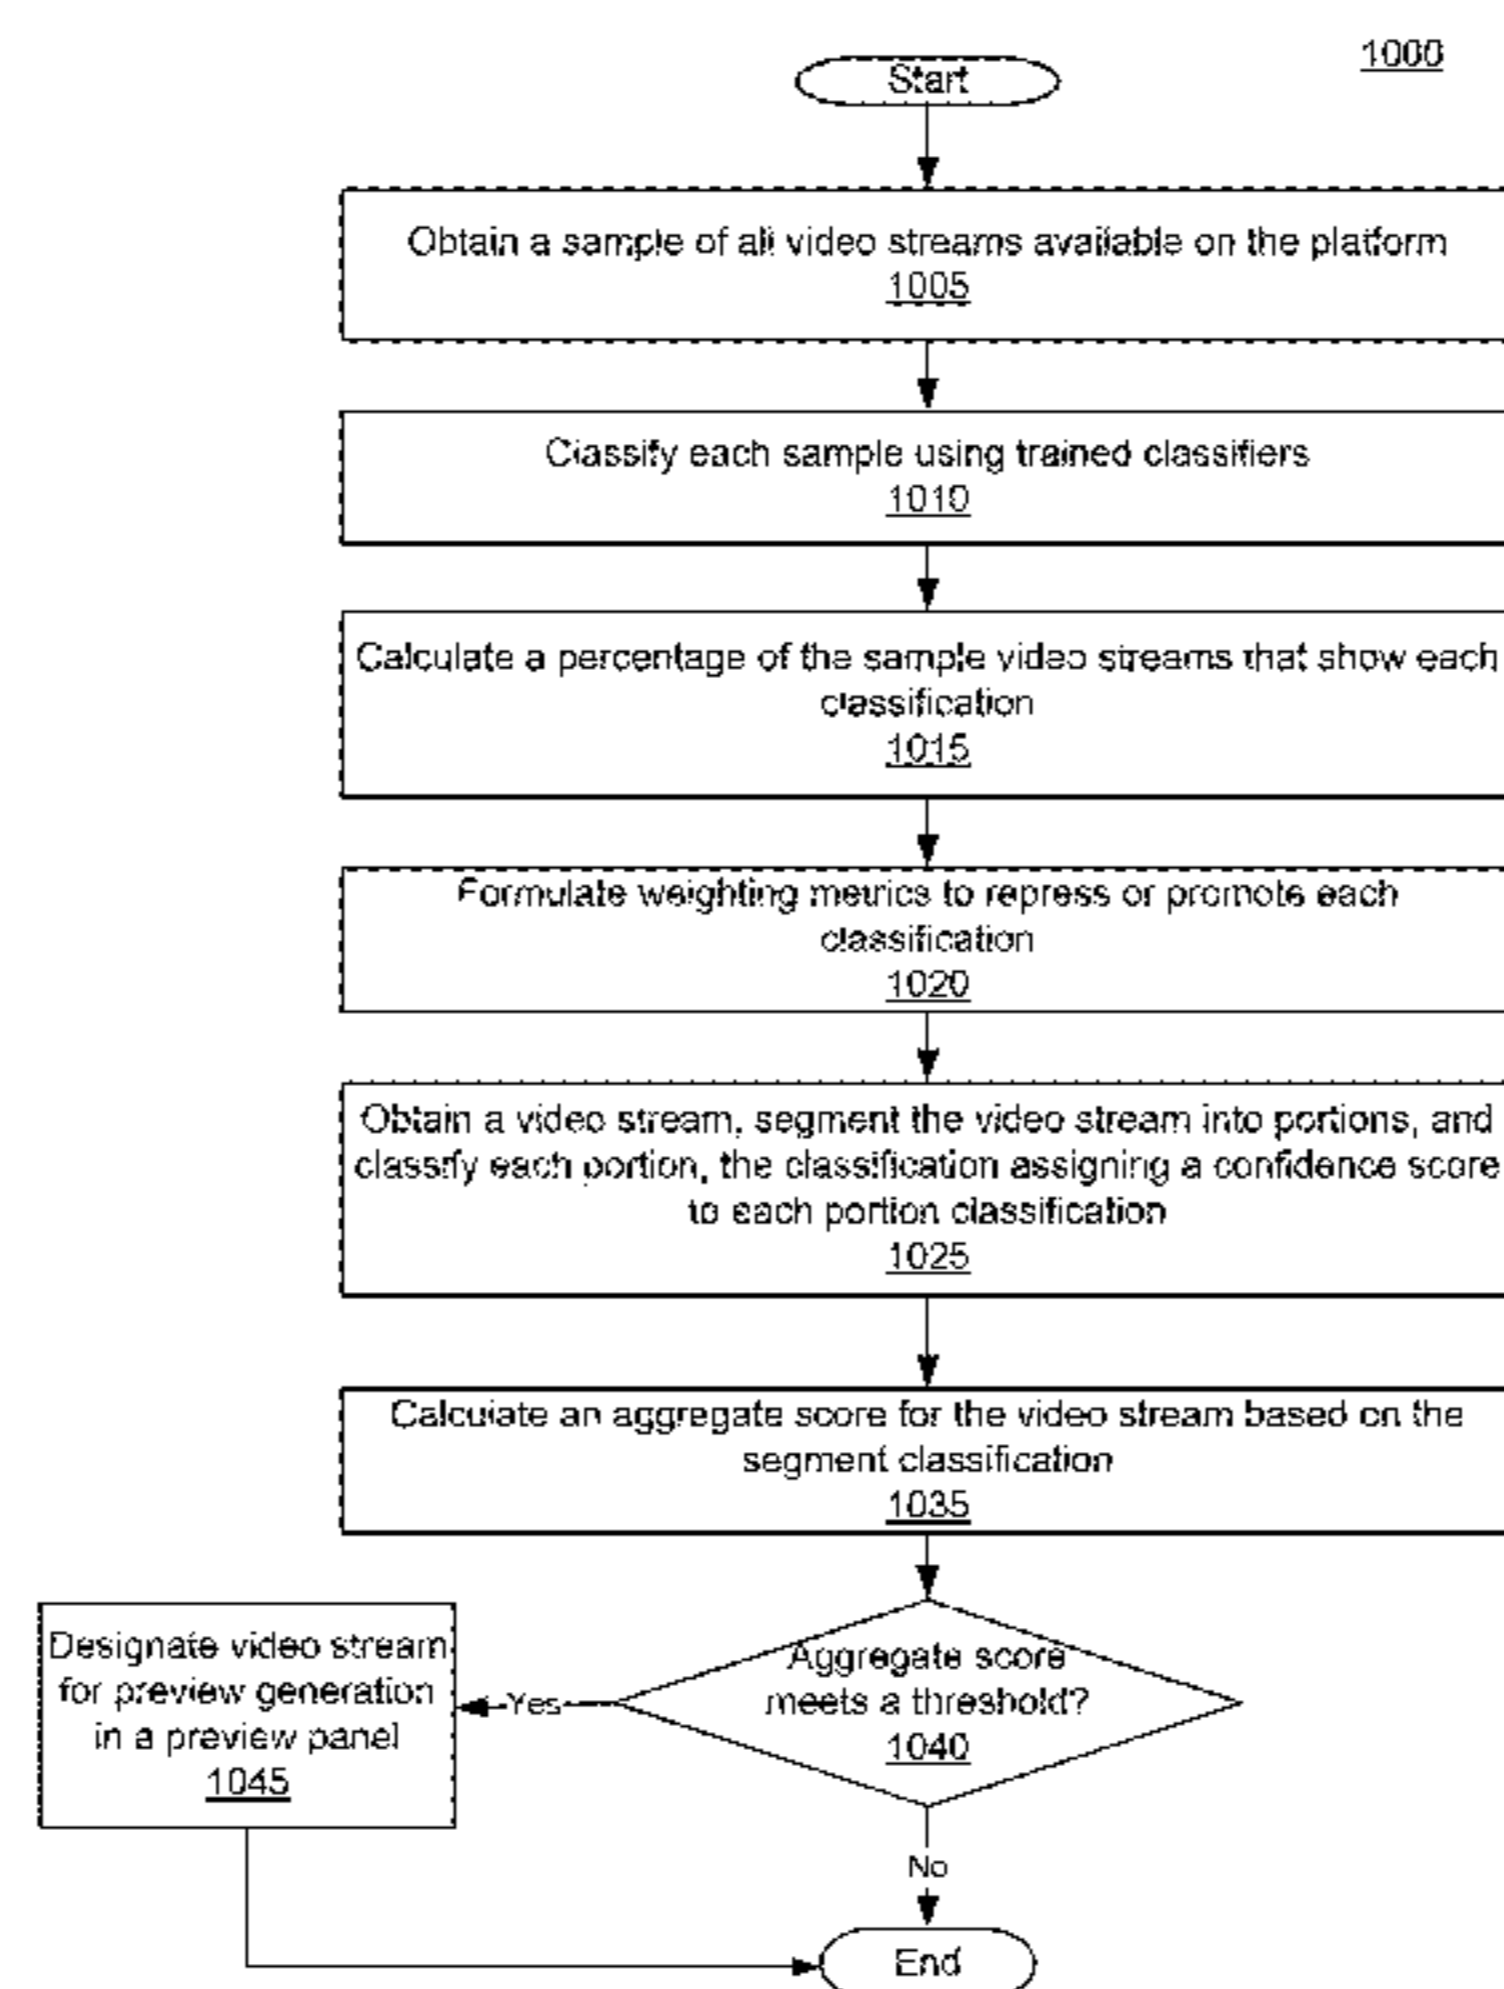 1000
Start
Obtain a sample of all video streams available on the platform
1005
Classify each sample using trained classifiers
1010
Calculate a percentage of the sample video streams that show each
classification
1015
Formulate weighting metrics to repress or promote each
classification
1020
Obtain a video stream, segment the video stream into portions, and
classify each portion, the classification assigning a confidence score
to each portion classification
1025
Calculate an aggregate score for the video stream based on the
segment classification
1035
Aggregate score
meets a threshold?
1040
Yes
Designate video stream
for preview generation
in a preview panel
1045
No
End